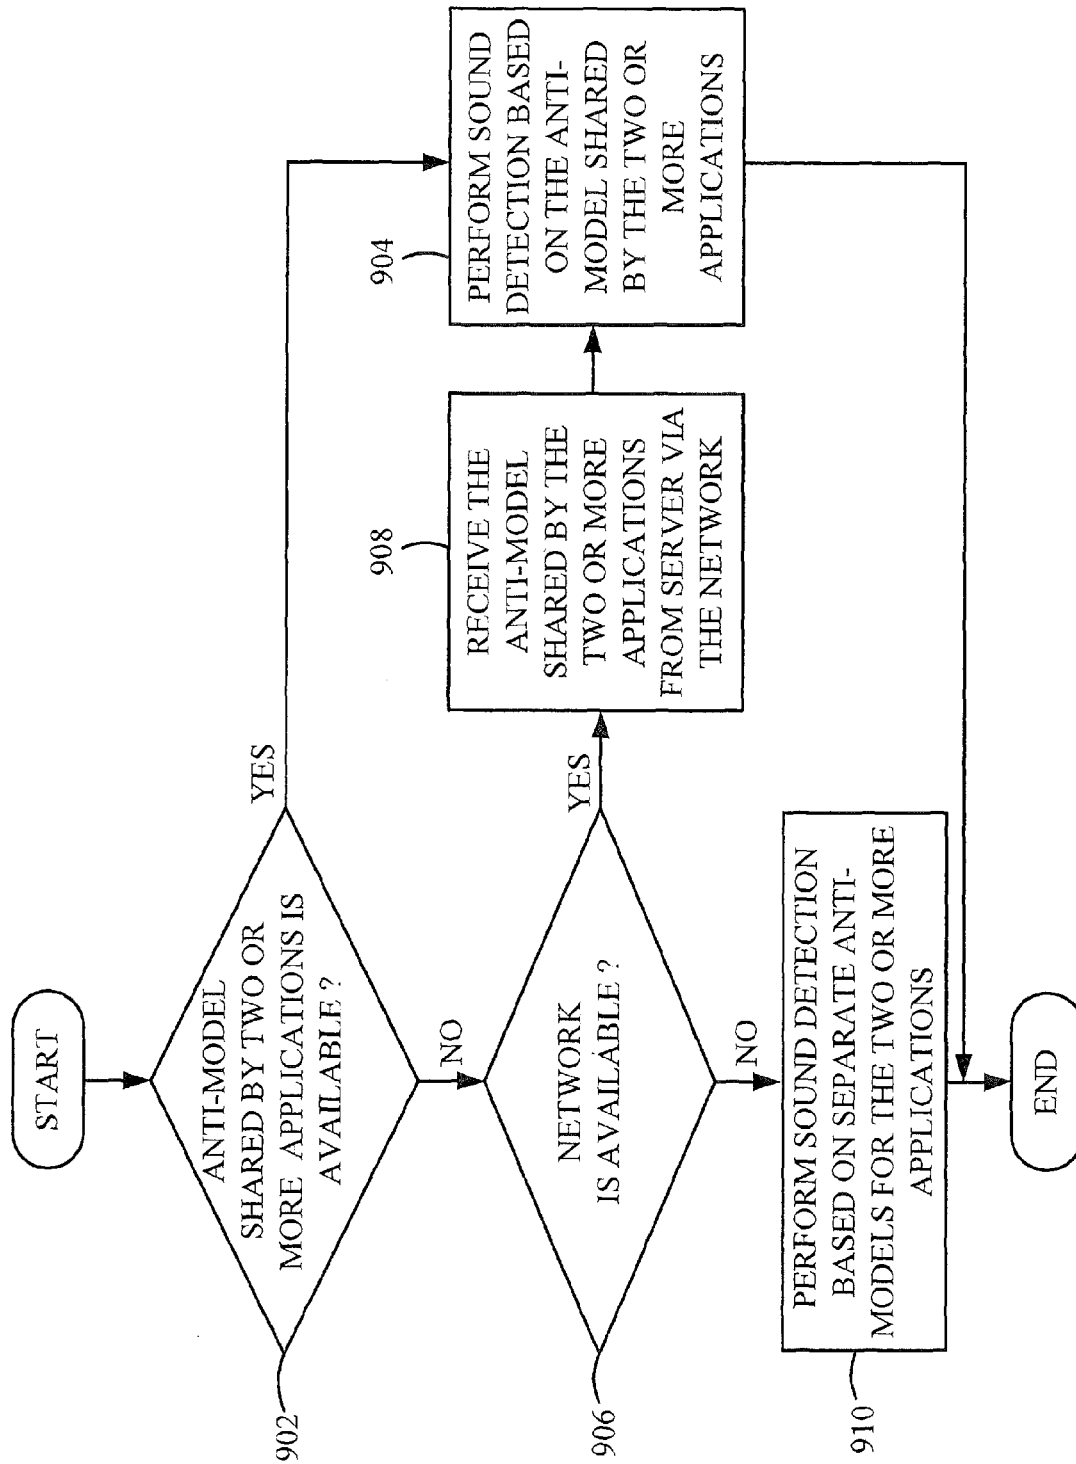 START
ANTI-MODEL
SHARED BY TWO OR
MORE APPLICATIONS IS
AVAILABLE ?
902
YES
NO
PERFORM SOUND
DETECTION BASED
ON THE ANTI-
MODEL SHARED
BY THE TWO OR
MORE
APPLICATIONS
904
NETWORK
IS AVAILABLE ?
906
YES
NO
RECEIVE THE
ANTI-MODEL
SHARED BY THE
TWO OR MORE
APPLICATIONS
FROM SERVER VIA
THE NETWORK
908
PERFORM SOUND DETECTION
BASED ON SEPARATE ANTI-
MODELS FOR THE TWO OR MORE
APPLICATIONS
910
END